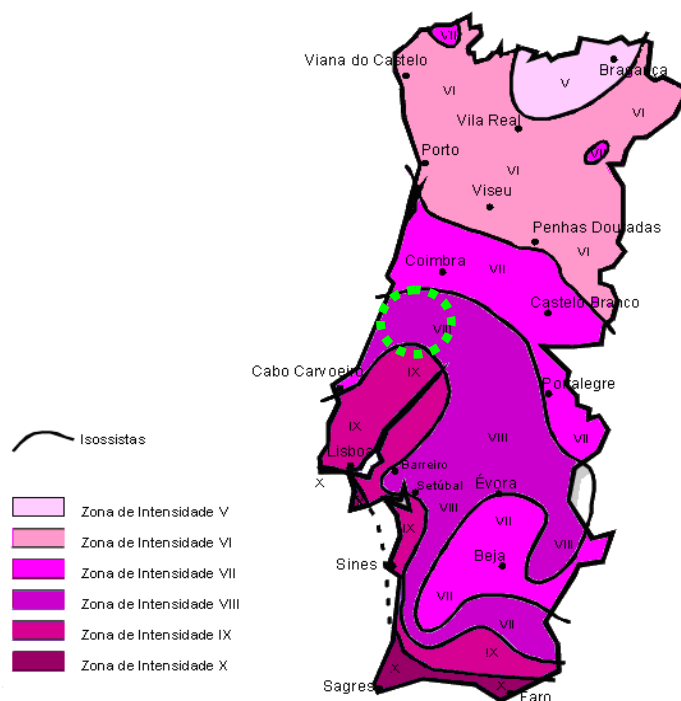 VII
Viana do Castelo
Bragança
V
VI
VI
Vila Real
VII
Porto
VI
Viseu
Penhas Douradas
VI
Coimbra
VII
Castelo Branco
VIII
Cabo Carvoeiro
IX
Portalegre
IX
VIII
VII
Isossistas
Lisboa
Barreiro
X
Setúbal
Évora
X
VIII
VII
IX
VIII
Sines
Beja
VII
VII
IX
X
X
Sagres
Faro
Zona de Intensidade V
Zona de Intensidade VI
Zona de Intensidade VII
Zona de Intensidade VIII
Zona de Intensidade IX
Zona de Intensidade X